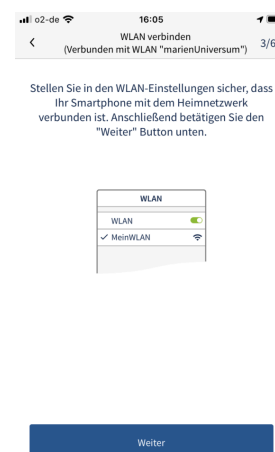 o2-de 16:05
WLAN verbinden
(Verbunden mit WLAN "marienUniversum") 3/6
Stellen Sie in den WLAN-Einstellungen sicher, dass
Ihr Smartphone mit dem Heimnetzwerk
verbunden ist. Anschließend betätigen Sie den
"Weiter" Button unten.
WLAN
WLAN
MeinWLAN
Weiter